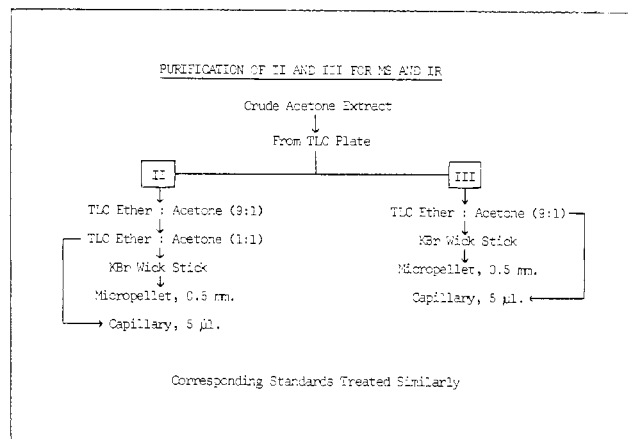 PURIFICATION OF II AND III FOR MS AND IR
Crude Acetone Extract
From TLC Plate
II
III
TLC Ether : Acetone (9:1)
TLC Ether : Acetone (1:1)
KBr Wick Stick
Micropellet, 0.5 mm.
Capillary, 5 µl.
TLC Ether : Acetone (9:1)
KBr Wick Stick
Micropellet, 0.5 mm.
Capillary, 5 µl.
Corresponding Standards Treated Similarly